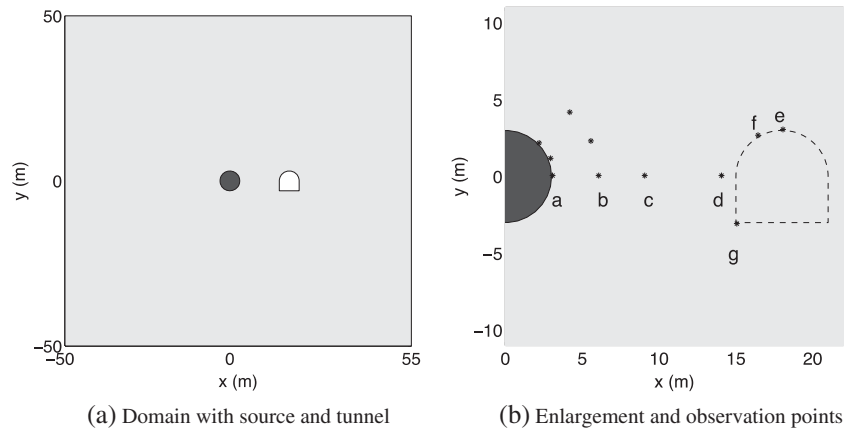 50
y (m)
0
−50
−50
0
55
x (m)
(a) Domain with source and tunnel
10
5
y (m)
0
−5
−10
f
e
a
b
c
d
g
0
5
10
15
20
x (m)
(b) Enlargement and observation points